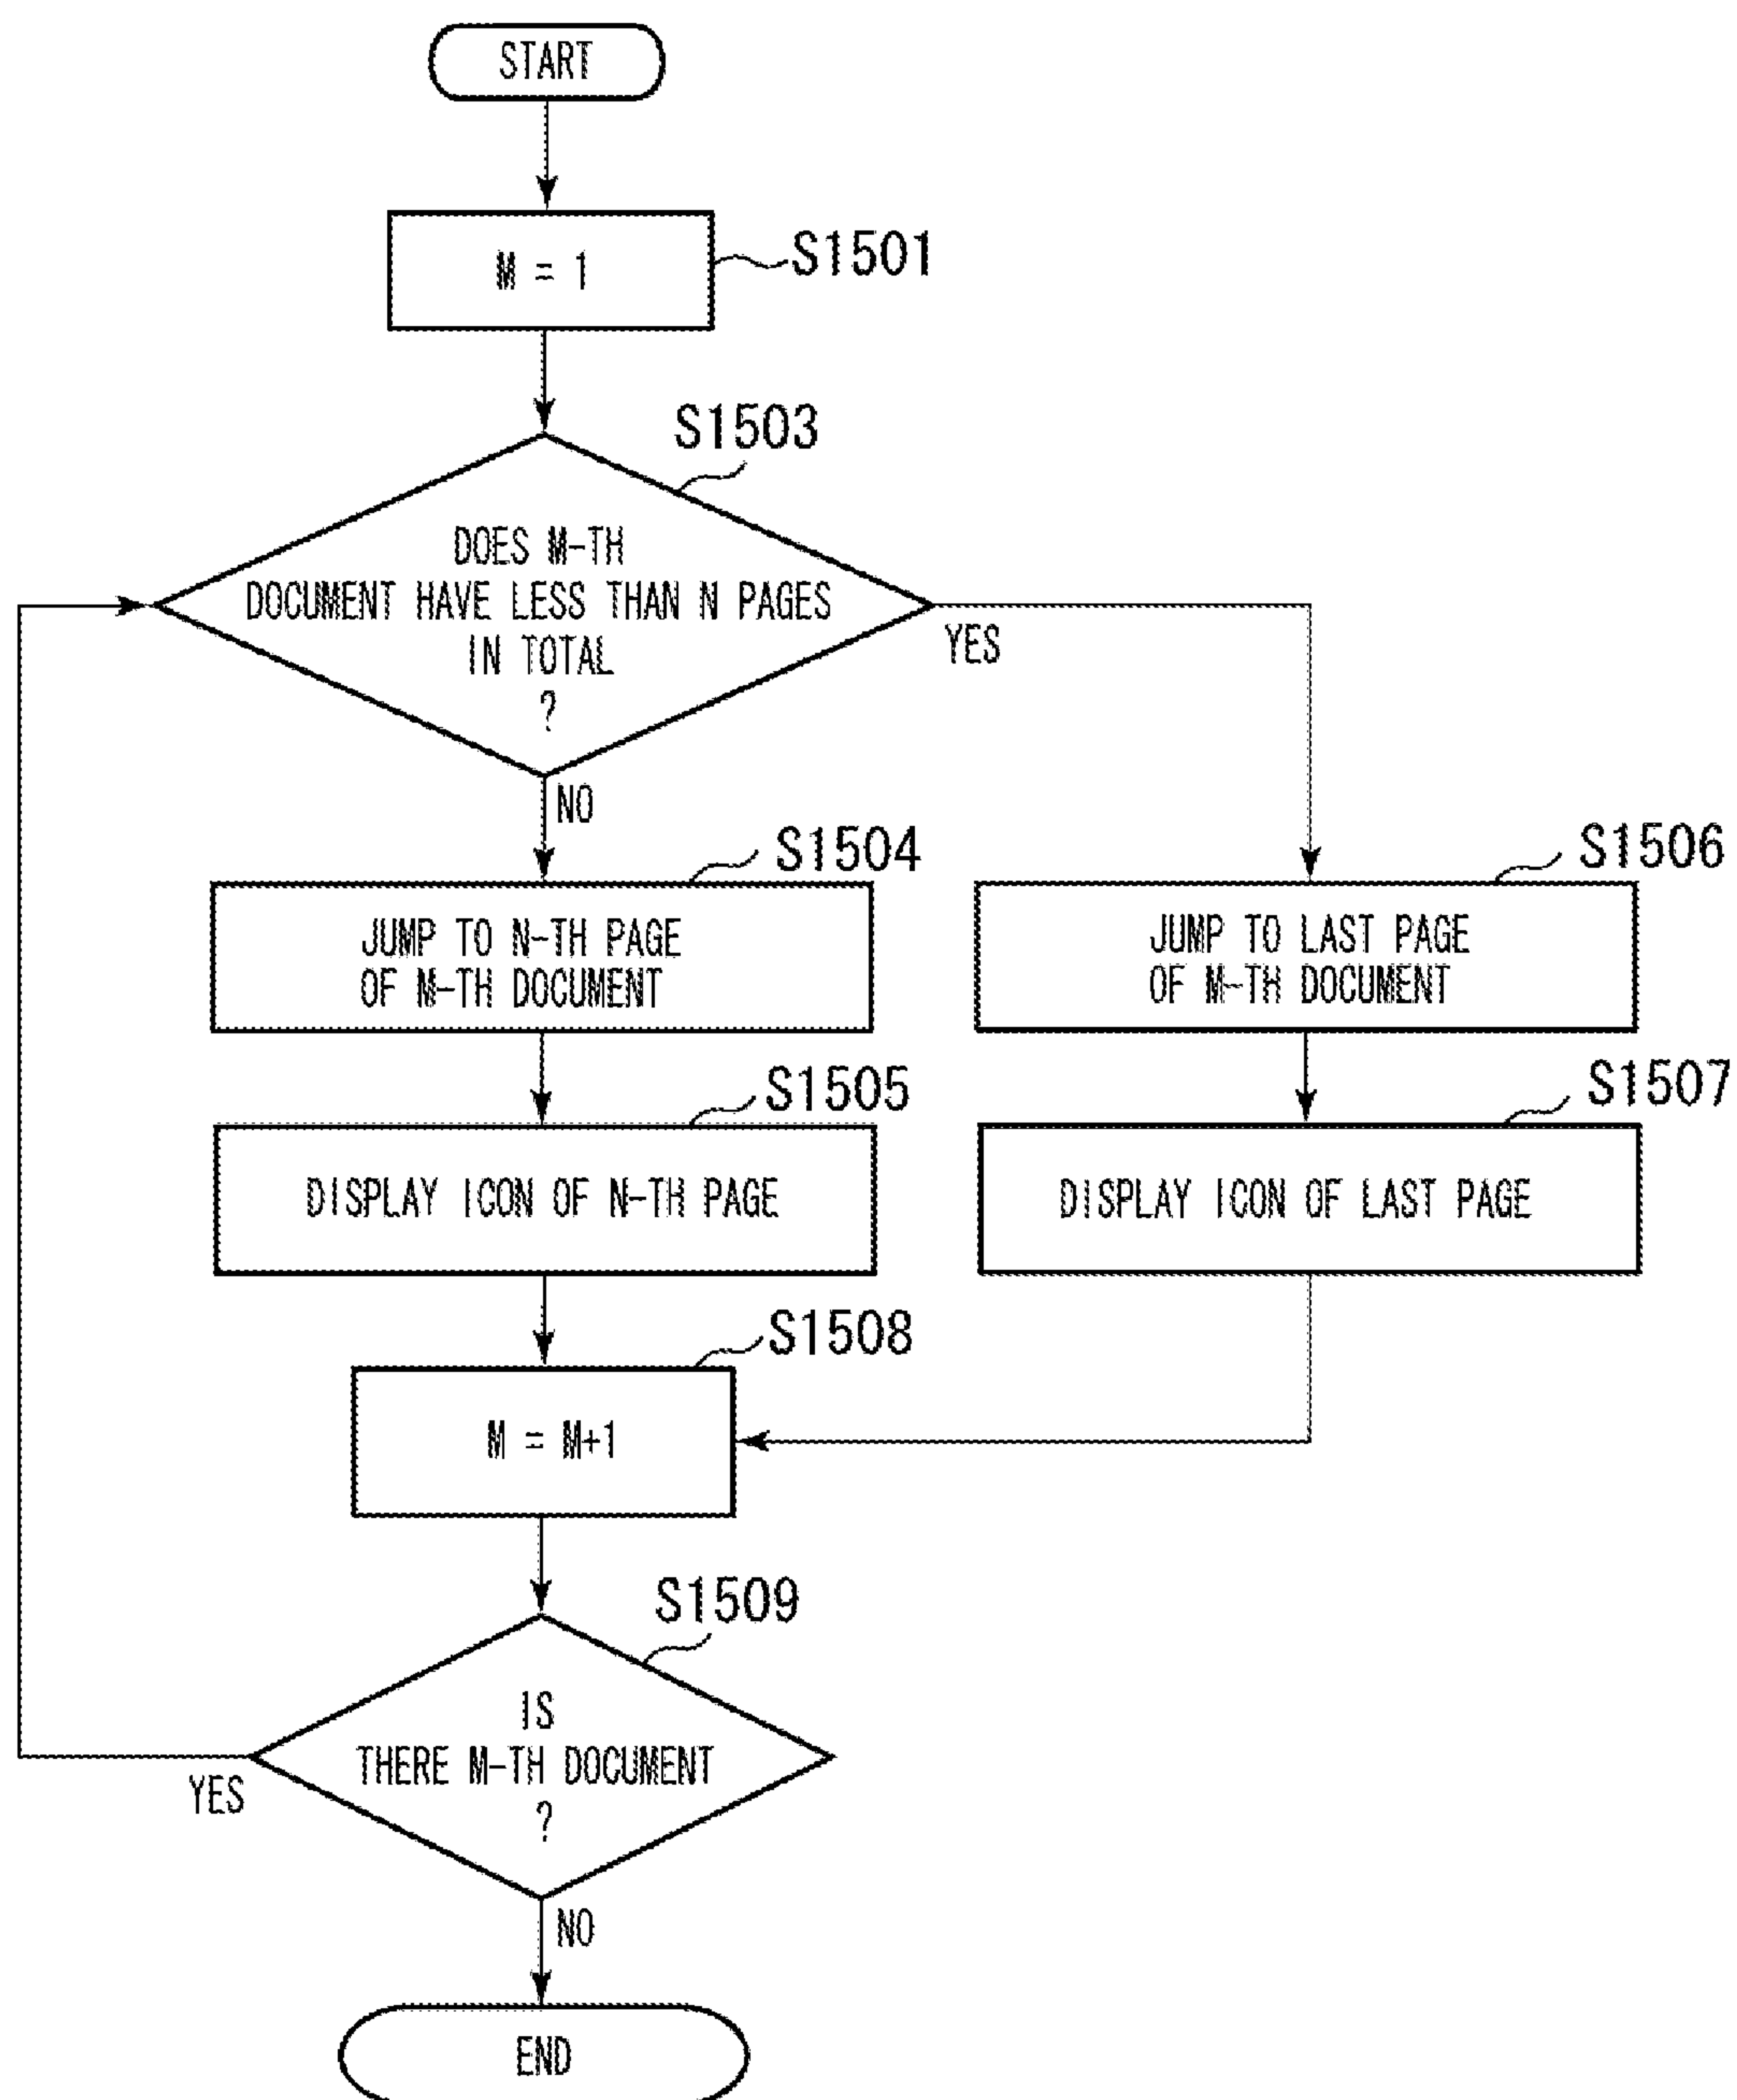 START
M = 1
S1501
S1503
DOES M-TH
DOCUMENT HAVE LESS THAN N PAGES
IN TOTAL
?
YES
NO
S1504
JUMP TO N-TH PAGE
OF M-TH DOCUMENT
S1506
JUMP TO LAST PAGE
OF M-TH DOCUMENT
S1505
DISPLAY ICON OF N-TH PAGE
S1507
DISPLAY ICON OF LAST PAGE
S1508
M = M+1
S1509
IS
THERE M-TH DOCUMENT
?
YES
NO
END